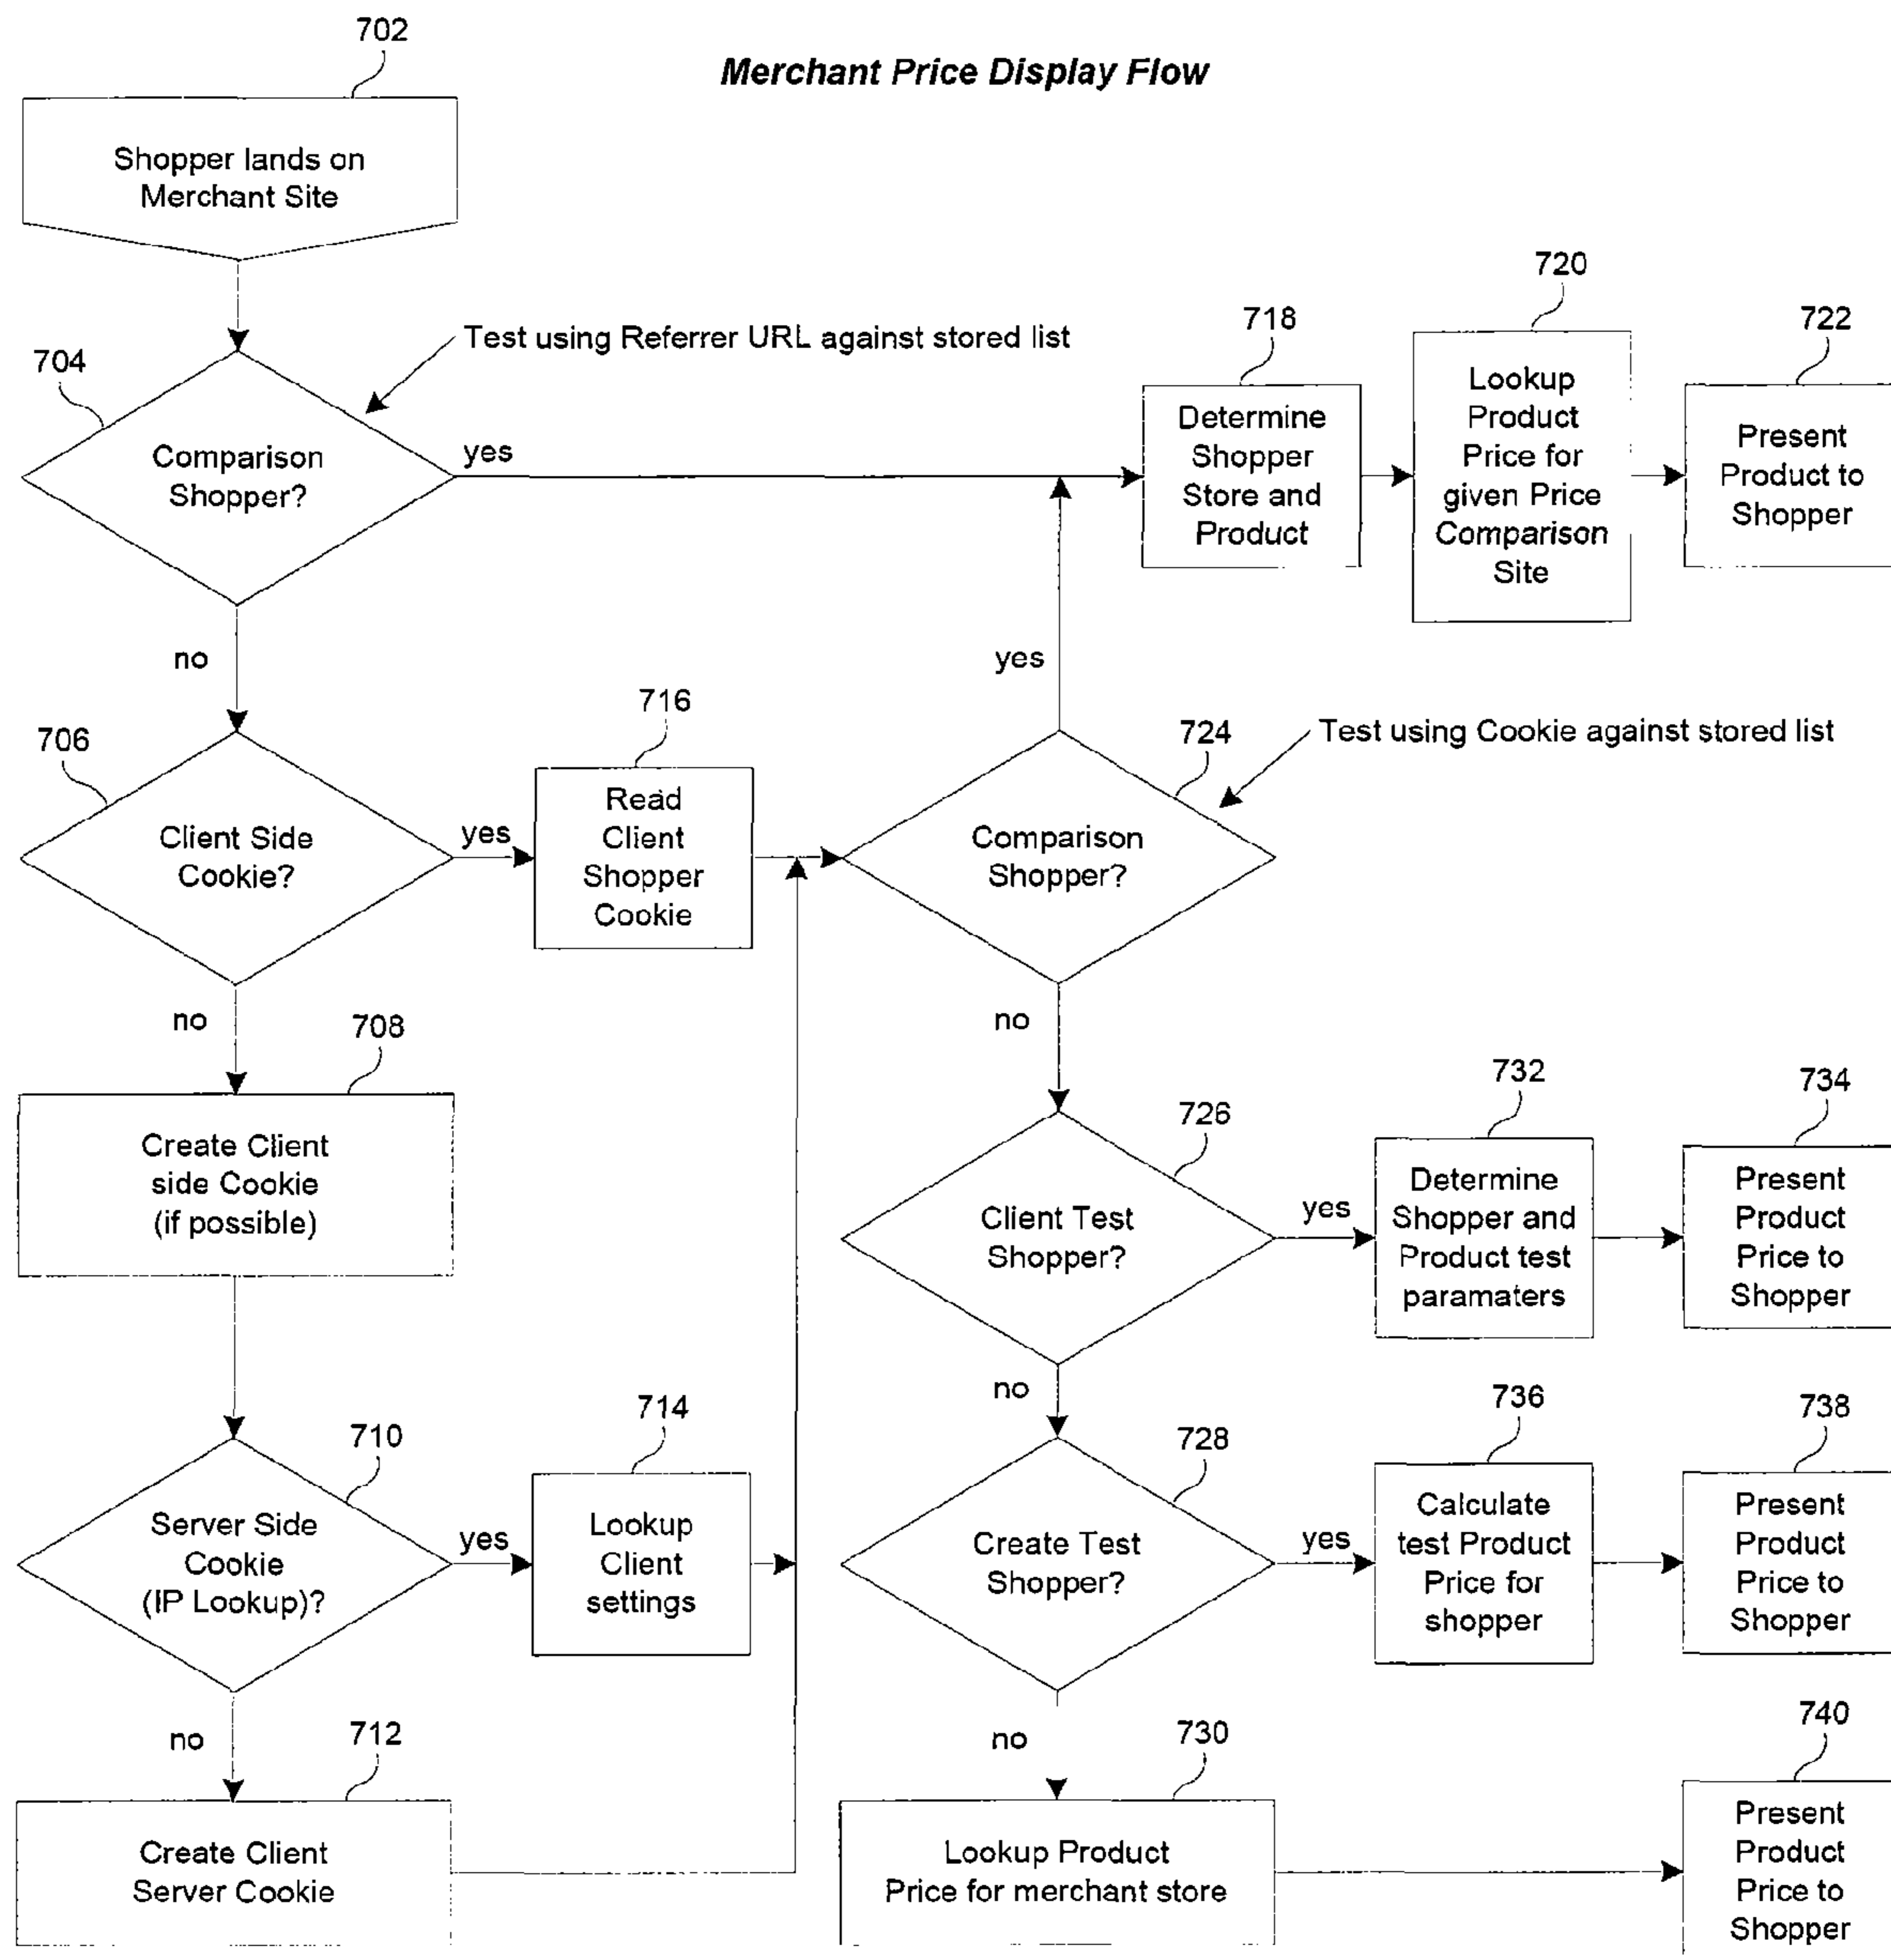 702
Merchant Price Display Flow
Shopper lands on
Merchant Site
704
Test using Referrer URL against stored list
Comparison
Shopper?
yes
no
718
Determine
Shopper
Store and
Product
720
Lookup
Product
Price for
given Price
Comparison
Site
722
Present
Product to
Shopper
706
Client Side
Cookie?
yes
no
716
Read
Client
Shopper
Cookie
yes
724
Test using Cookie against stored list
Comparison
Shopper?
no
708
Create Client
side Cookie
(if possible)
726
Client Test
Shopper?
yes
no
732
Determine
Shopper and
Product test
paramaters
734
Present
Product
Price to
Shopper
710
Server Side
Cookie
(IP Lookup)?
yes
no
714
Lookup
Client
settings
728
Create Test
Shopper?
yes
no
736
Calculate
test Product
Price for
shopper
738
Present
Product
Price to
Shopper
712
Create Client
Server Cookie
730
Lookup Product
Price for merchant store
740
Present
Product
Price to
Shopper